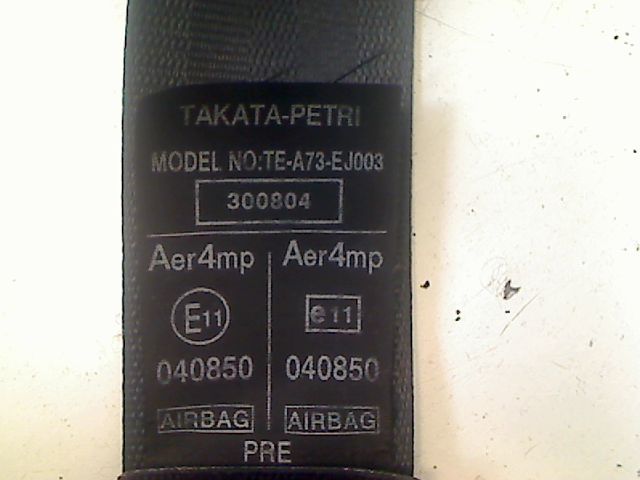 TAKATA-PETRI
MODEL NO:TE-A73-EJ003
300804
Aer4mp Aer4mp
E11 e11
040850 040850
AIRBAG AIRBAG
PRE